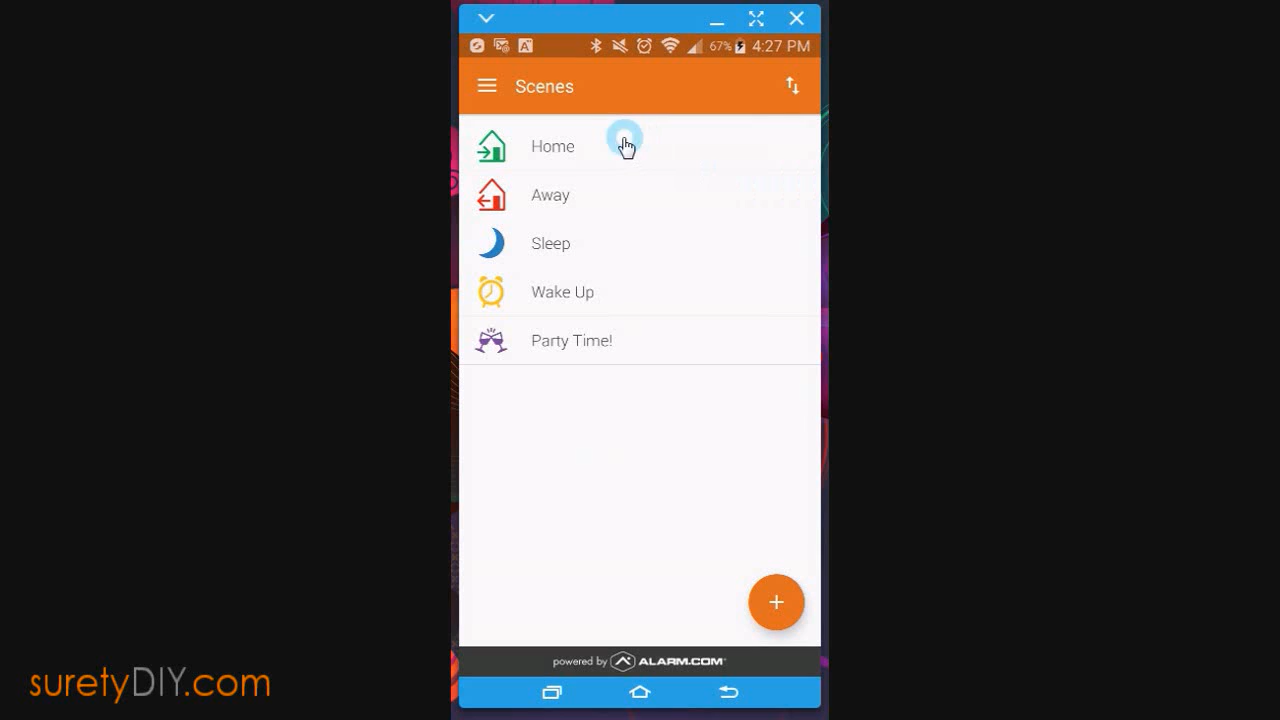 67% 4:27 PM
Scenes
Home
Away
Sleep
Wake Up
Party Time!
+
powered by ALARM.COM
suretyDIY.com